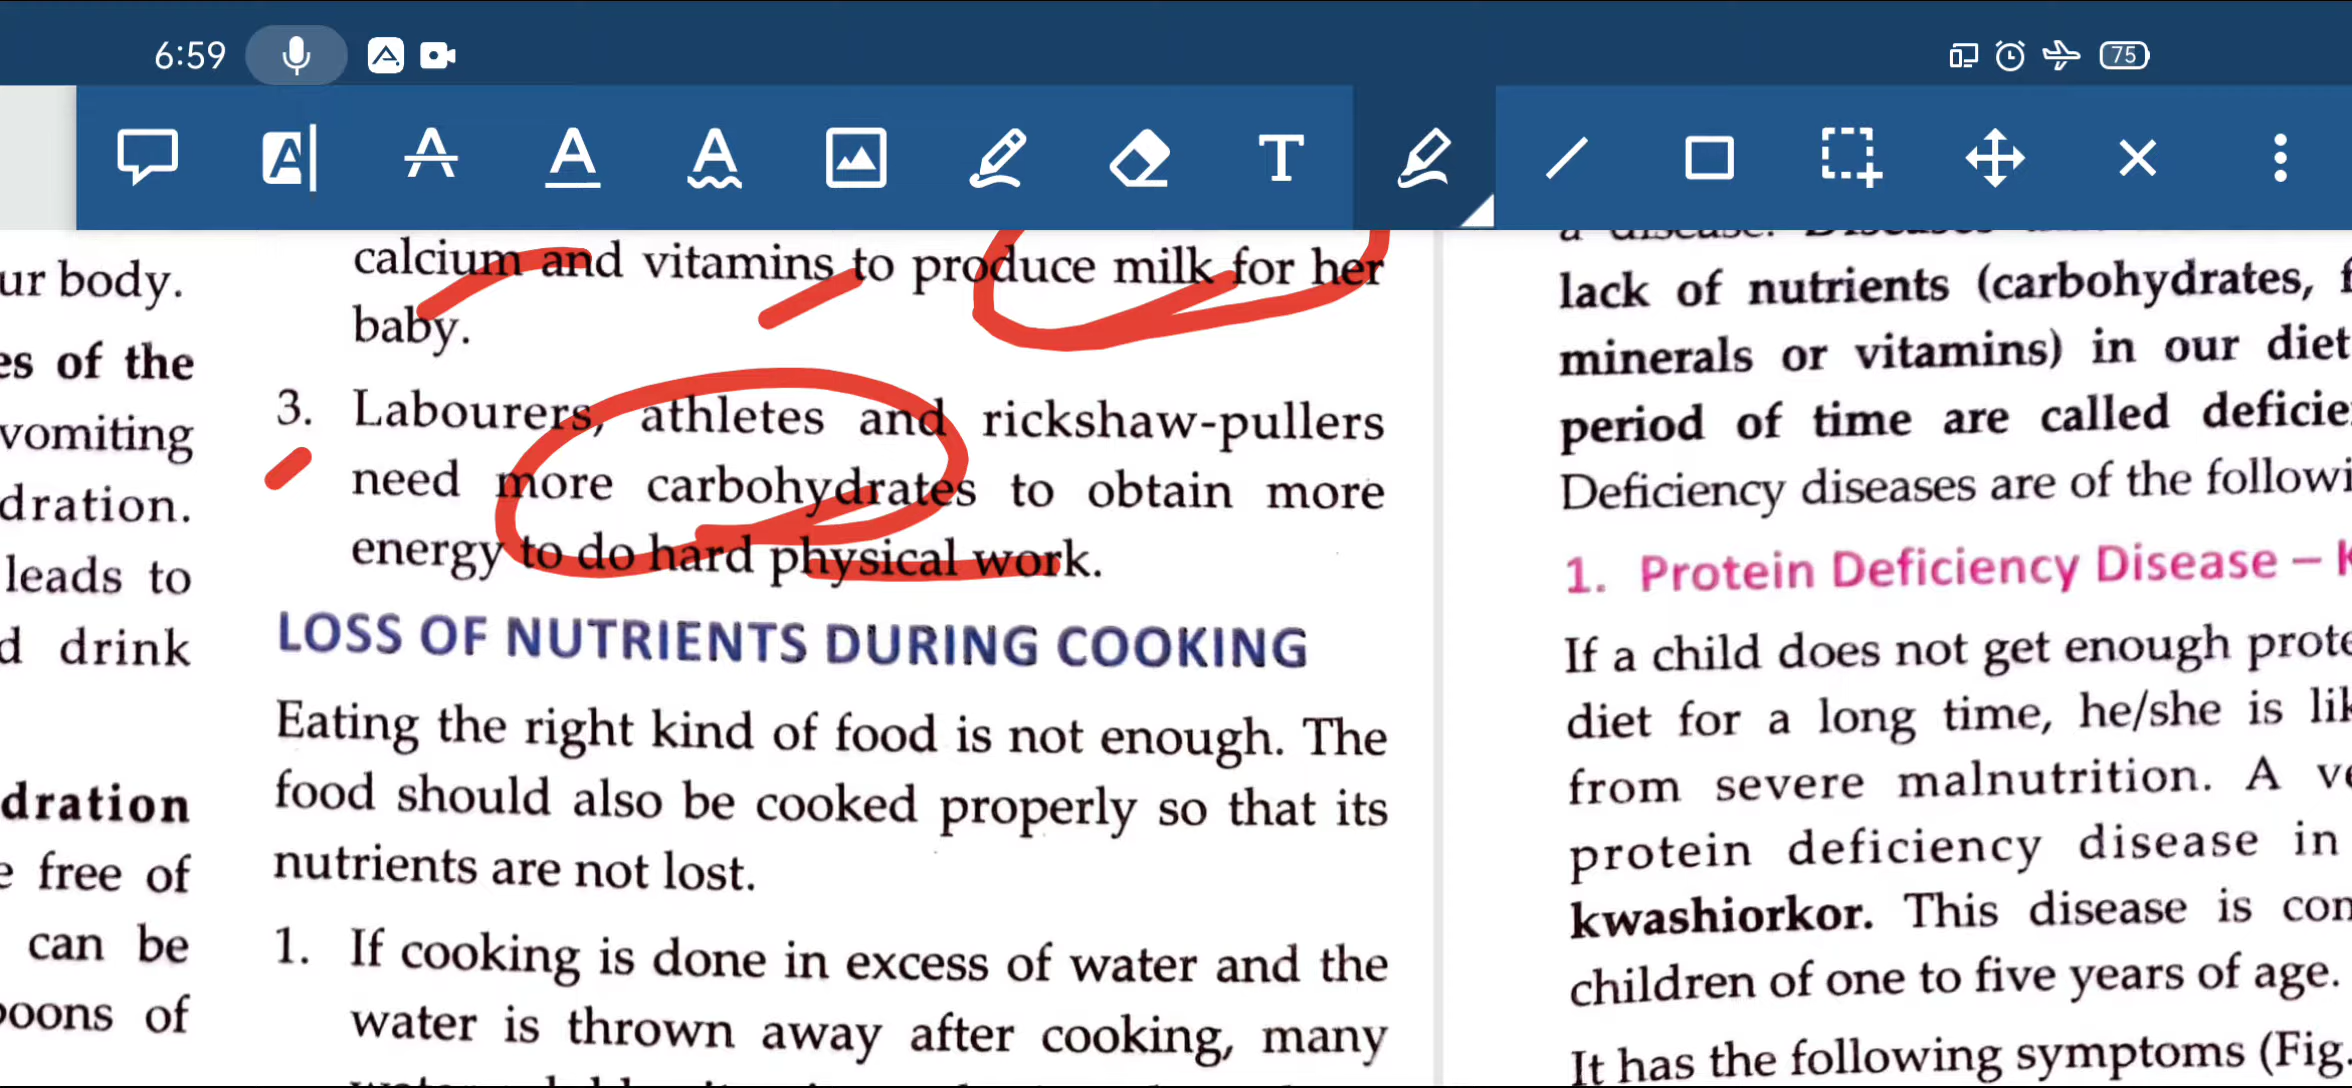 6:59
75
ur body.
es of the
vomiting
dration.
leads to
d drink
dration
e free of
can be
poons of
calcium and vitamins to produce milk for her
baby.
3. Labourers, athletes and rickshaw-pullers
need more carbohydrates to obtain more
energy to do hard physical work.
LOSS OF NUTRIENTS DURING COOKING
Eating the right kind of food is not enough. The
food should also be cooked properly so that its
nutrients are not lost.
1. If cooking is done in excess of water and the
water is thrown away after cooking, many
a disease.
lack of nutrients (carbohydrates, f
minerals or vitamins) in our diet
period of time are called deficie
Deficiency diseases are of the followi
1. Protein Deficiency Disease – K
If a child does not get enough prote
diet for a long time, he/she is lik
from severe malnutrition. A ve
protein deficiency disease in
kwashiorkor. This disease is con
children of one to five years of age.
It has the following symptoms (Fig.